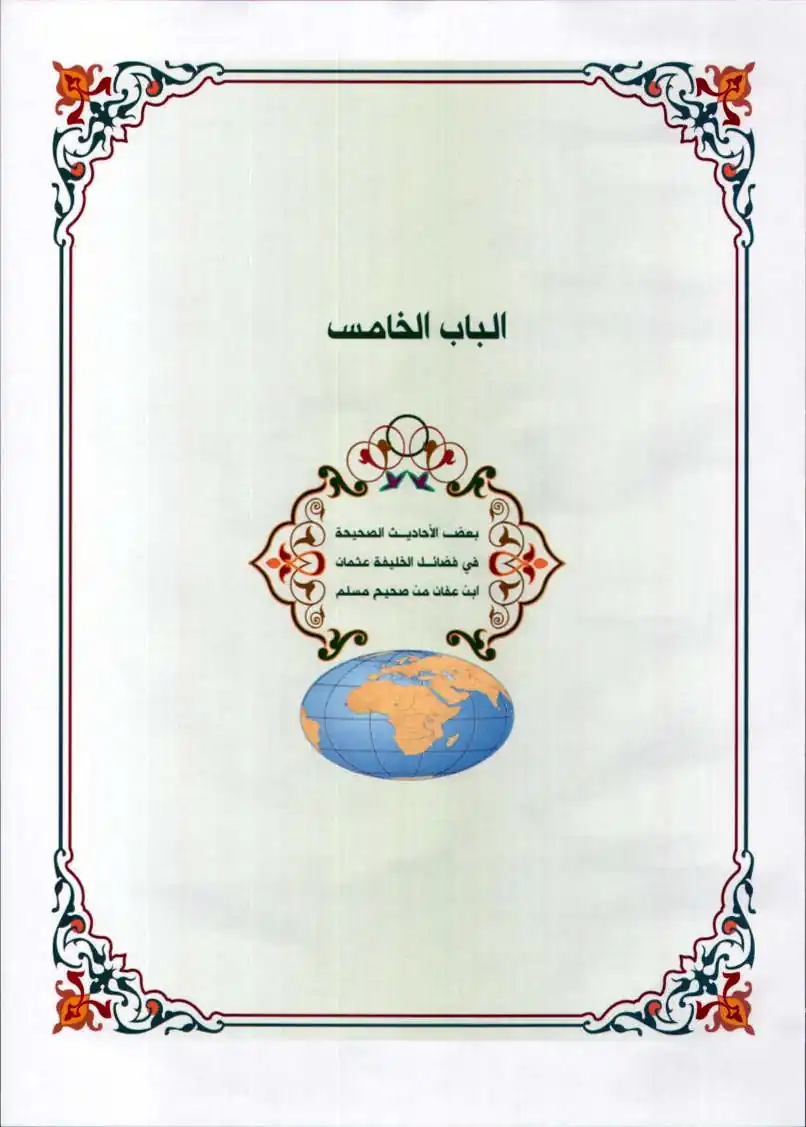 الباب الخامس
بعض الأحاديث الصحيحة
في فضائل الخليفة عثمان
ابن عفان من صحيح مسلم